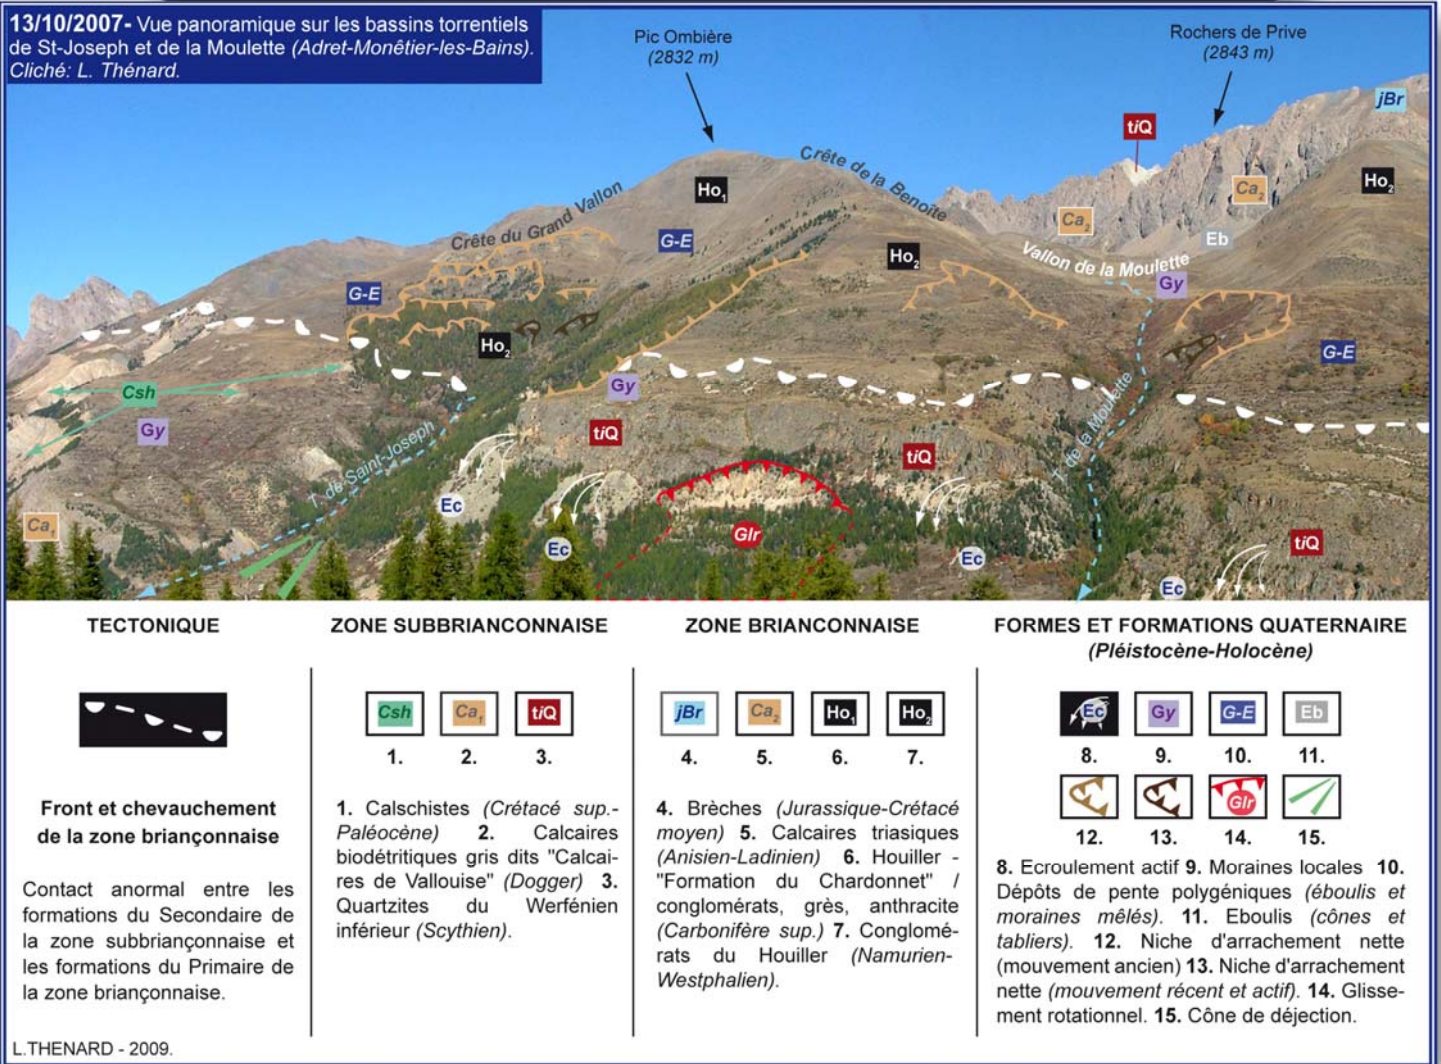 13/10/2007- Vue panoramique sur les bassins torrentiels
de St-Joseph et de la Moulette (Adret-Monêtier-les-Bains).
Cliché: L. Thénard.
Pic Ombière
(2832 m)
Rochers de Prive
(2843 m)
jBr
tiQ
Crête de la Benoîte
Ho1
Ho2
Ca2
Crête du Grand Vallon
G-E
Ca2
Eb
Ho2
Vallon de la Moulette
Gy
G-E
Ho2
G-E
Csh
Gy
Gy
T. de Saint-Joseph
tiQ
tiQ
T. de la Moulette
Ec
Ca1
Glr
Ec
Ec
tiQ
Ec
TECTONIQUE
Front et chevauchement
de la zone briançonnaise
Contact anormal entre les
formations du Secondaire de
la zone subbriançonnaise et
les formations du Primaire de
la zone briançonnaise.
ZONE SUBBRIANCONNAISE
Csh Ca1 tiQ
1. 2. 3.
1. Calschistes (Crétacé sup.-
Paléocène) 2. Calcaires
biodétritiques gris dits "Calcai-
res de Vallouise" (Dogger) 3.
Quartzites du Werfénien
inférieur (Scythien).
ZONE BRIANCONNAISE
jBr Ca2 Ho1 Ho2
4. 5. 6. 7.
4. Brèches (Jurassique-Crétacé
moyen) 5. Calcaires triasiques
(Anisien-Ladinien) 6. Houiller -
"Formation du Chardonnet" /
conglomérats, grès, anthracite
(Carbonifère sup.) 7. Conglomé-
rats du Houiller (Namurien-
Westphalien).
FORMES ET FORMATIONS QUATERNAIRE
(Pléistocène-Holocène)
Ec Gy G-E Eb
8. 9. 10. 11.
Glr
12. 13. 14. 15.
8. Ecroulement actif 9. Moraines locales 10.
Dépôts de pente polygéniques (éboulis et
moraines mêlés). 11. Eboulis (cônes et
tabliers). 12. Niche d'arrachement nette
(mouvement ancien) 13. Niche d'arrachement
nette (mouvement récent et actif). 14. Glisse-
ment rotationnel. 15. Cône de déjection.
L.THENARD - 2009.